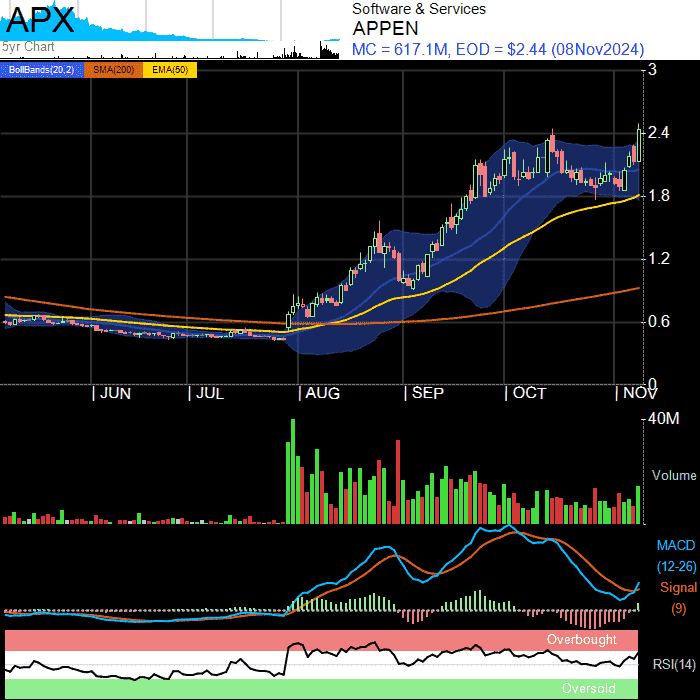 APX
5yr Chart
Software & Services
APPEN
MC = 617.1M, EOD = $2.44 (08Nov2024)
BollBands(20,2) SMA(200) EMA(50)
3
2.4
1.8
1.2
0.6
0
JUN JUL AUG SEP OCT NOV
40M
Volume
MACD
(12-26)
Signal
(9)
Overbought
RSI(14)
Oversold